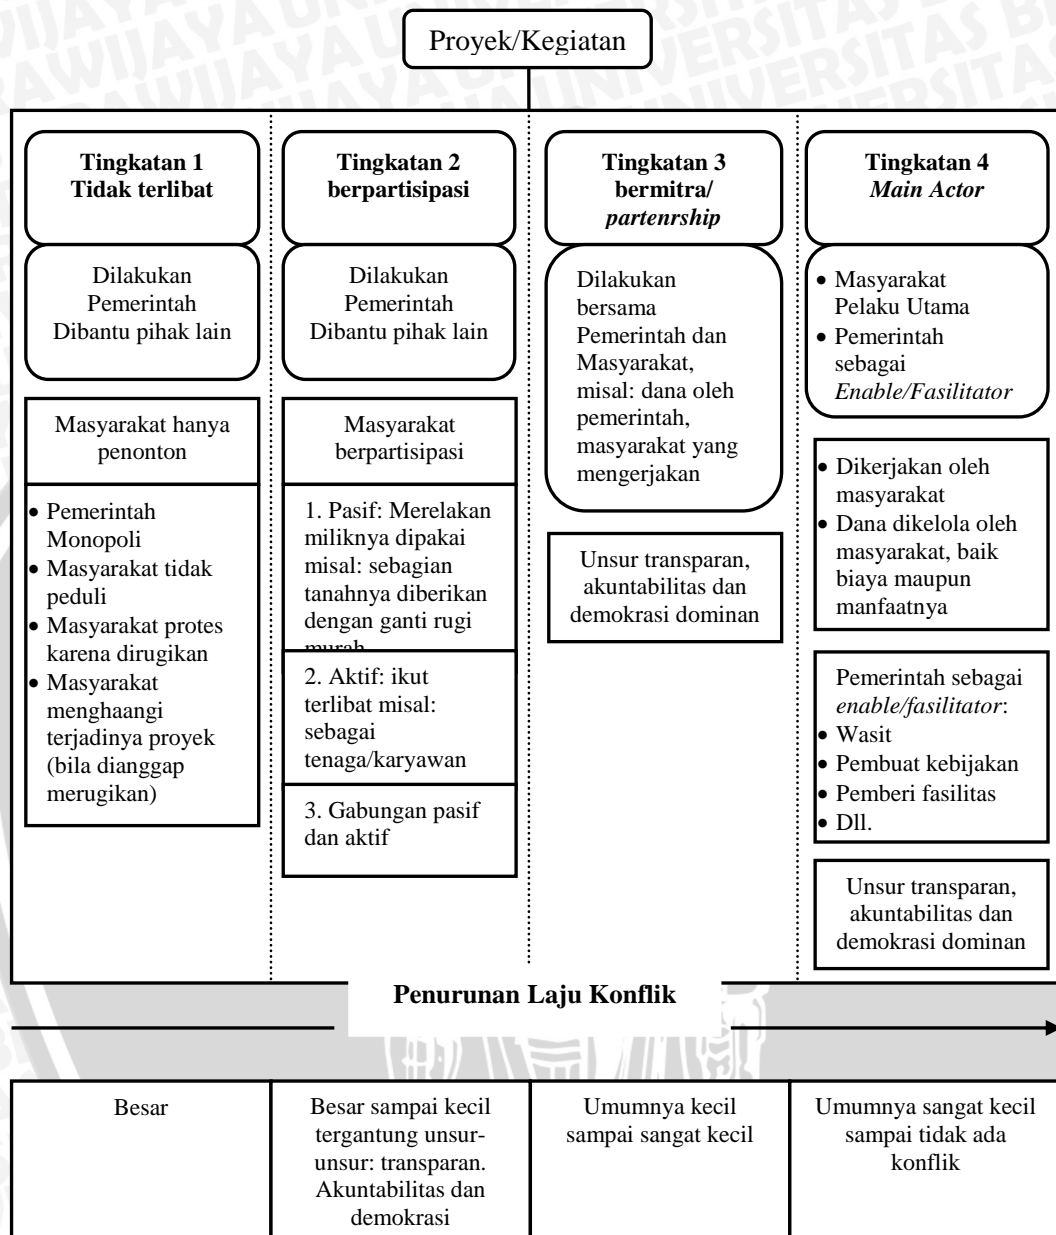 Proyek/Kegiatan
Tingkatan 1
Tidak terlibat
Dilakukan
Pemerintah
Dibantu pihak lain
Masyarakat hanya
penonton
• Pemerintah
Monopoli
• Masyarakat tidak
peduli
• Masyarakat protes
karena dirugikan
• Masyarakat
menghaangi
terjadinya proyek
(bila dianggap
merugikan)
Tingkatan 2
berpartisipasi
Dilakukan
Pemerintah
Dibantu pihak lain
Masyarakat
berpartisipasi
1. Pasif: Merelakan
miliknya dipakai
misal: sebagian
tanahnya diberikan
dengan ganti rugi
murah
2. Aktif: ikut
terlibat misal:
sebagai
tenaga/karyawan
3. Gabungan pasif
dan aktif
Tingkatan 3
bermitra/
partenrship
Dilakukan
bersama
Pemerintah dan
Masyarakat,
misal: dana oleh
pemerintah,
masyarakat yang
mengerjakan
Unsur transparan,
akuntabilitas dan
demokrasi dominan
Tingkatan 4
Main Actor
• Masyarakat
Pelaku Utama
• Pemerintah
sebagai
Enable/Fasilitator
• Dikerjakan oleh
masyarakat
• Dana dikelola oleh
masyarakat, baik
biaya maupun
manfaatnya
Pemerintah sebagai
enable/fasilitator:
• Wasit
• Pembuat kebijakan
• Pemberi fasilitas
• Dll.
Unsur transparan,
akuntabilitas dan
demokrasi dominan
Penurunan Laju Konflik
Besar
Besar sampai kecil
tergantung unsur-
unsur: transparan.
Akuntabilitas dan
demokrasi
Umumnya kecil
sampai sangat kecil
Umumnya sangat kecil
sampai tidak ada
konflik